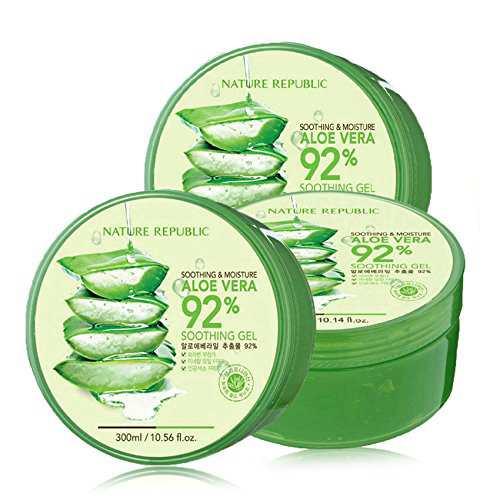 NATURE REPUBLIC
SOOTHING & MOISTURE
ALOE VERA
92%
SOOTHING GEL
NATURE REPUBLIC
SOOTHING & MOISTURE
ALOE VERA
92%
SOOTHING GEL
알로에베라잎 추출물 92%
10.14 fl.oz.
NATURE REPUBLIC
SOOTHING & MOISTURE
ALOE VERA
92%
SOOTHING GEL
알로에베라잎 추출물 92%
300ml / 10.56 fl.oz.